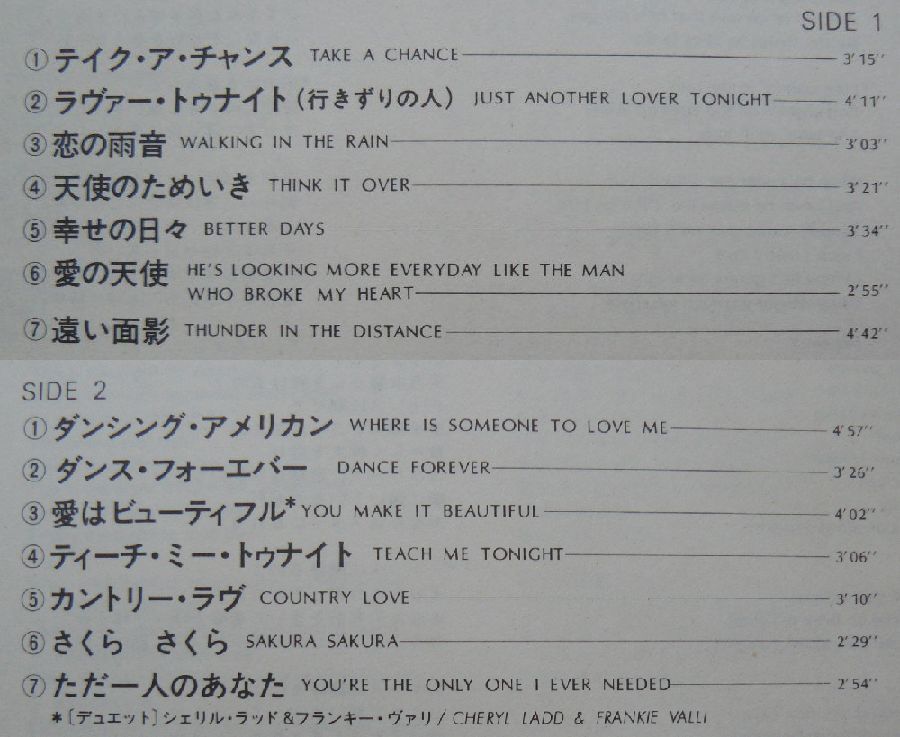 SIDE 1
① テイク・ア・チャンス TAKE A CHANCE 3'15''
② ラヴァー・トゥナイト(行きずりの人) JUST ANOTHER LOVER TONIGHT 4'11''
③ 恋の雨音 WALKING IN THE RAIN 3'03''
④ 天使のためいき THINK IT OVER 3'21''
⑤ 幸せの日々 BETTER DAYS 3'34''
⑥ 愛の天使 HE'S LOOKING MORE EVERYDAY LIKE THE MAN
WHO BROKE MY HEART 2'55''
⑦ 遠い面影 THUNDER IN THE DISTANCE 4'42''
SIDE 2
① ダンシング・アメリカン WHERE IS SOMEONE TO LOVE ME 4'57''
② ダンス・フォーエバー DANCE FOREVER 3'26''
③ 愛はビューティフル* YOU MAKE IT BEAUTIFUL 4'02''
④ ティーチ・ミー・トゥナイト TEACH ME TONIGHT 3'06''
⑤ カントリー・ラヴ COUNTRY LOVE 3'10''
⑥ さくら さくら SAKURA SAKURA 2'29''
⑦ ただ一人のあなた YOU'RE THE ONLY ONE I EVER NEEDED 2'54''
*〔デュエット〕シェリル・ラッド&フランキー・ヴァリ / CHERYL LADD & FRANKIE VALLI